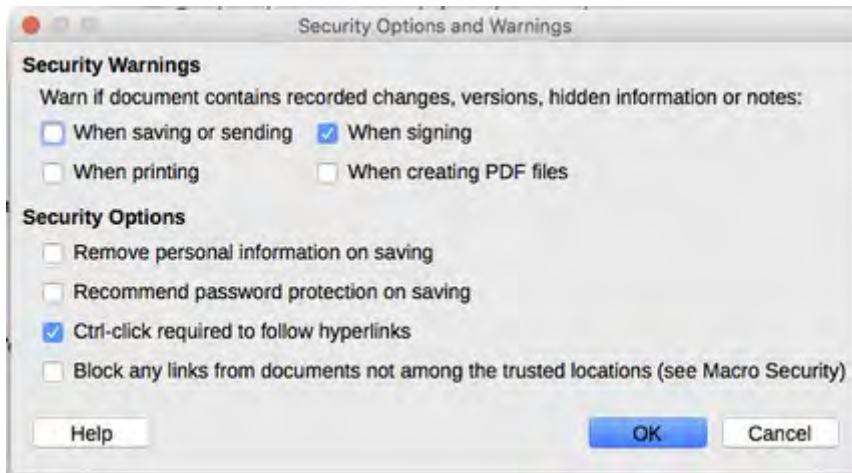 Security Options and Warnings
Security Warnings
Warn if document contains recorded changes, versions, hidden information or notes:
When saving or sending When signing
When printing When creating PDF files
Security Options
Remove personal information on saving
Recommend password protection on saving
Ctrl-click required to follow hyperlinks
Block any links from documents not among the trusted locations (see Macro Security)
Help OK Cancel